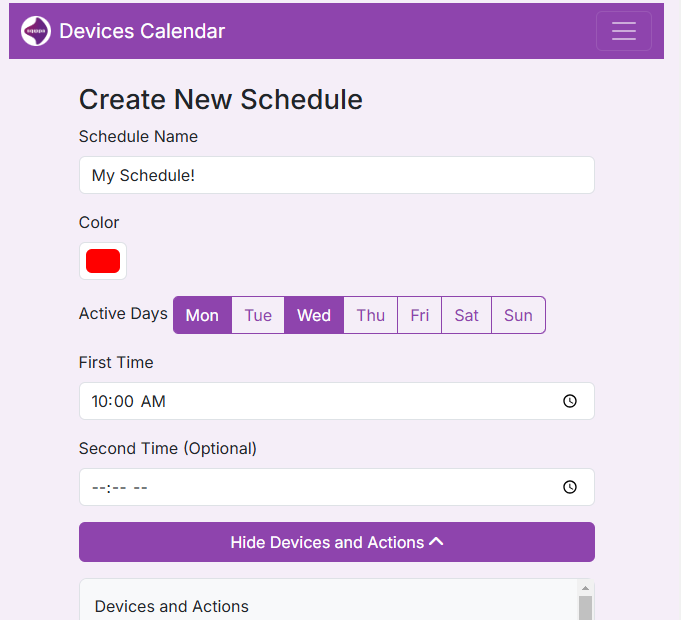 Devices Calendar
Create New Schedule
Schedule Name
My Schedule!
Color
Active Days Mon Tue Wed Thu Fri Sat Sun
First Time
10:00 AM
Second Time (Optional)
--:-- --
Hide Devices and Actions
Devices and Actions